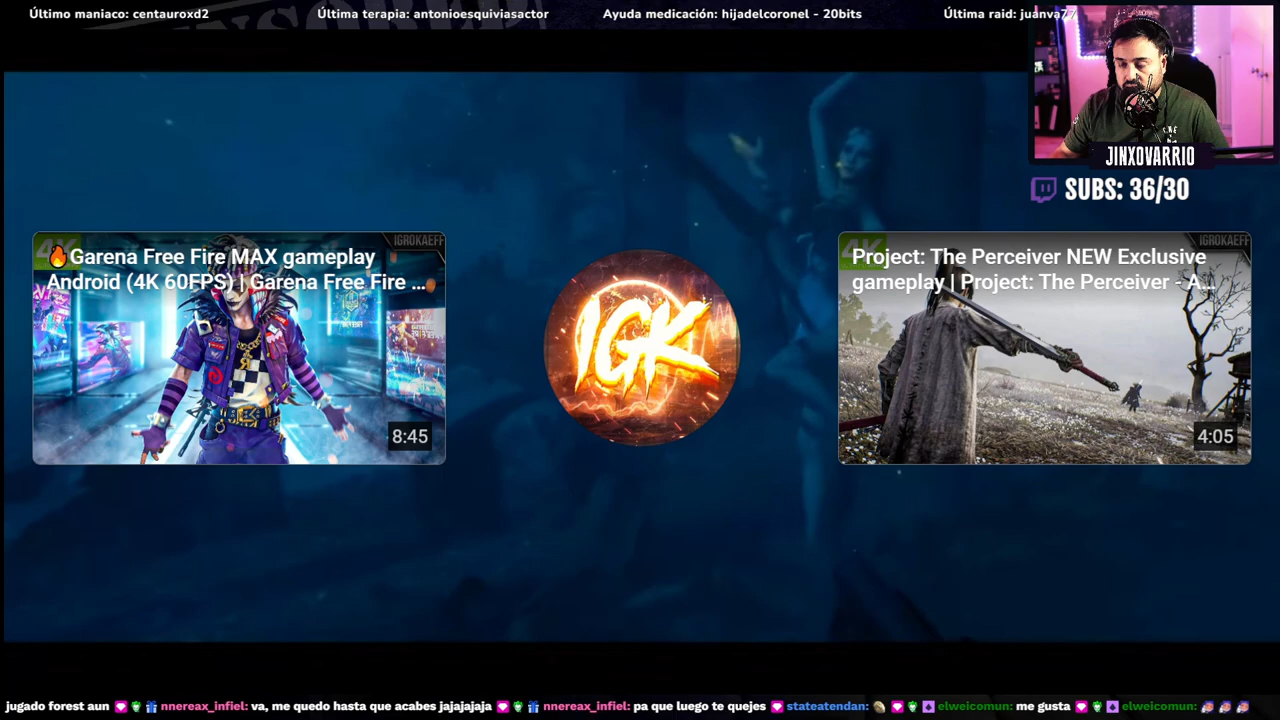 Último maniaco: centauroxd2
Última terapia: antonioesquiviasactor
Ayuda medicación: hijadelcoronel - 20bits
Última raid: juanva77
JINXOVARRIO
SUBS: 36/30
4K
IGROKAEFF
🔥Garena Free Fire MAX gameplay
Android (4K 60FPS) | Garena Free Fire ...
8:45
IGK
4K
IGROKAEFF
Project: The Perceiver NEW Exclusive
gameplay | Project: The Perceiver - A...
4:05
jugado forest aun nnereax_infiel: va, me quedo hasta que acabes jajajajaja nnereax_infiel: pa que luego te quejes stateatendan: elweicomun: me gusta elweicomun: